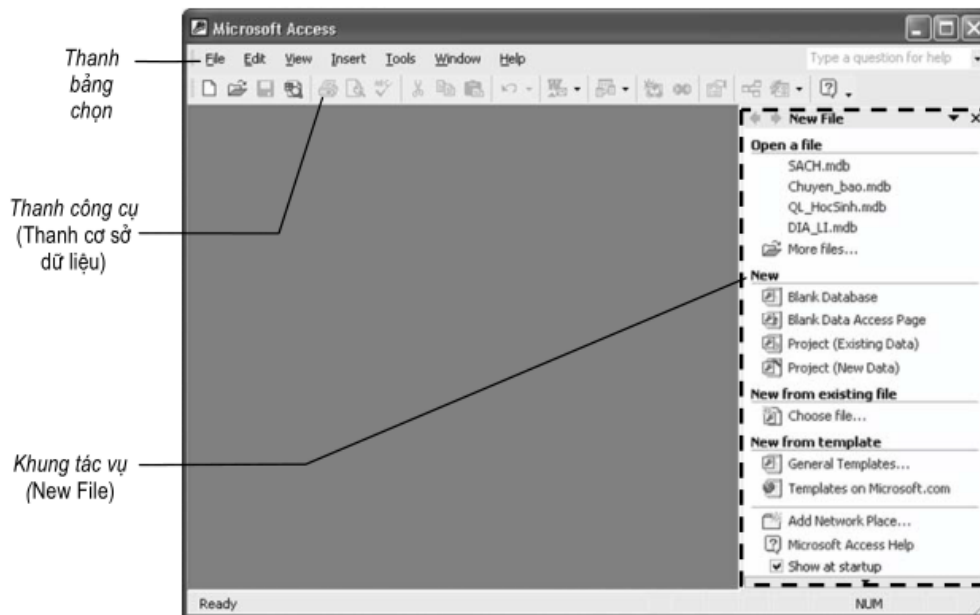 Microsoft Access
File Edit View Insert Tools Window Help
Type a question for help
Thanh
bảng
chọn
Thanh công cụ
(Thanh cơ sở
dữ liệu)
Khung tác vụ
(New File)
New File
Open a file
SACH.mdb
Chuyen_bao.mdb
QL_HocSinh.mdb
DIA_LI.mdb
More files...
New
Blank Database
Blank Data Access Page
Project (Existing Data)
Project (New Data)
New from existing file
Choose file...
New from template
General Templates...
Templates on Microsoft.com
Add Network Place...
Microsoft Access Help
Show at startup
Ready
NUM